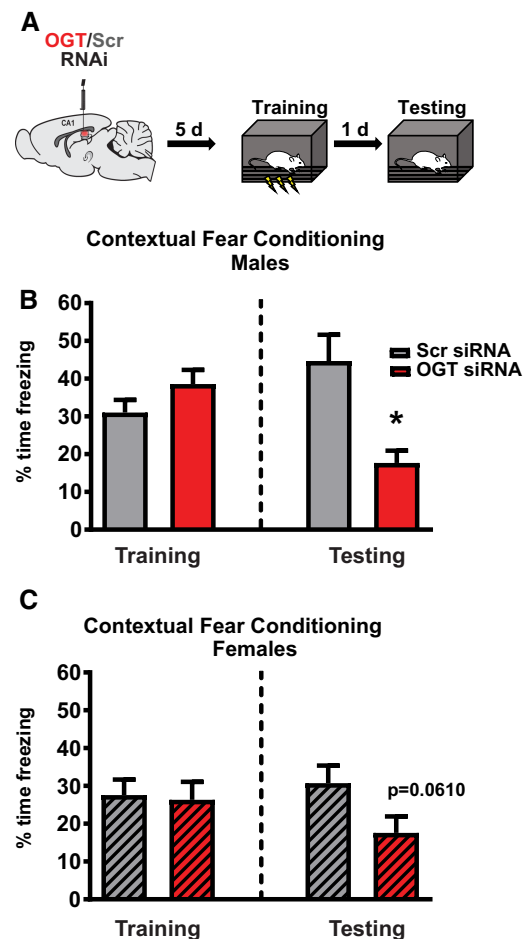 A
OGT/Scr
RNAi
CA1
5 d
Training
1 d
Testing
Contextual Fear Conditioning
Males
B
60
50
40
30
20
10
0
% time freezing
Scr siRNA
OGT siRNA
*
Training
Testing
C
Contextual Fear Conditioning
Females
60
50
40
30
20
10
0
% time freezing
p=0.0610
Training
Testing